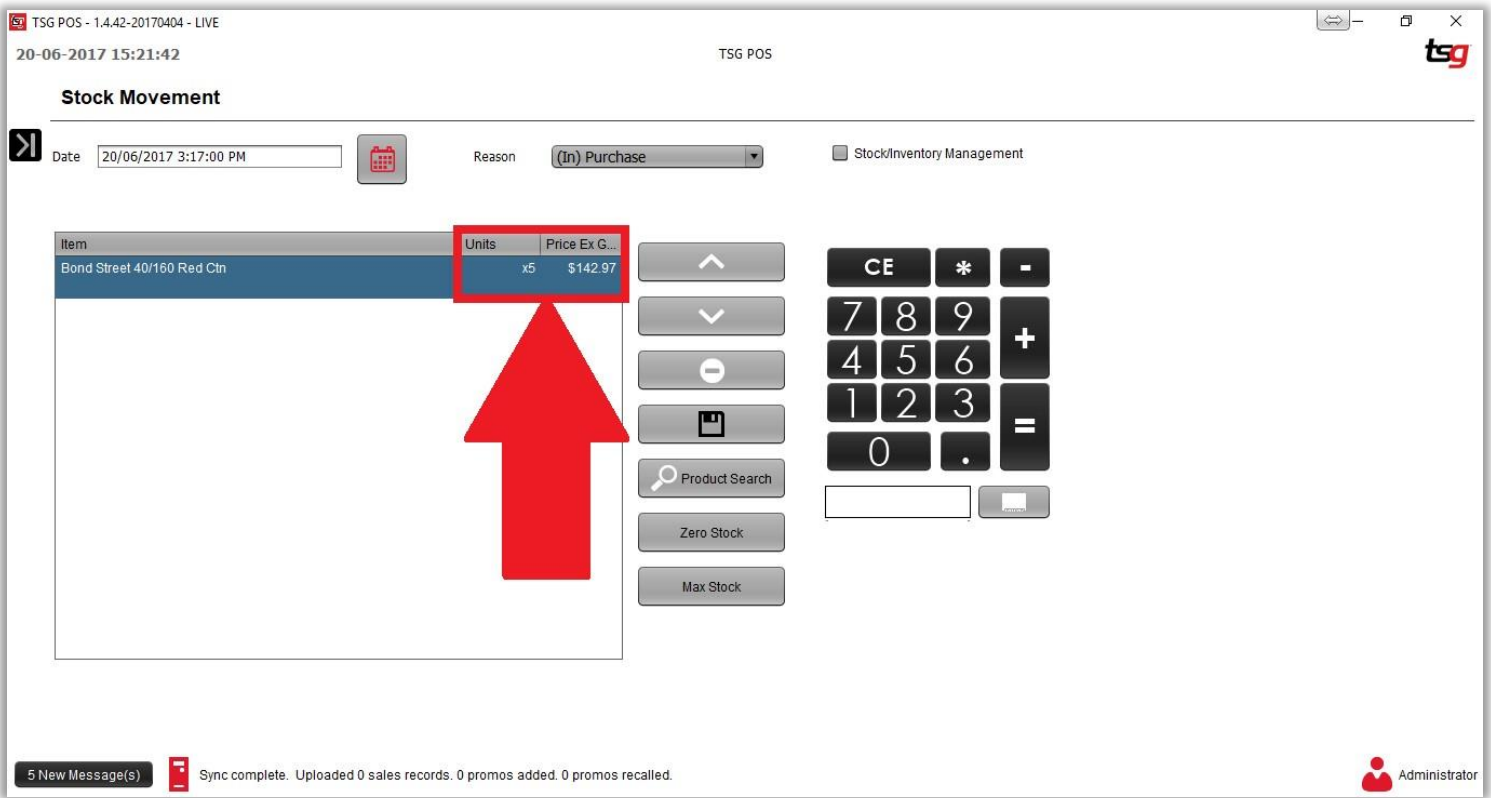 TSG POS - 1.4.42-20170404 - LIVE
20-06-2017 15:21:42
TSG POS
tsg
Stock Movement
Date
20/06/2017 3:17:00 PM
Reason
(In) Purchase
Stock/Inventory Management
Item Units Price Ex G...
Bond Street 40/160 Red Ctn x5 $142.97
Product Search
Zero Stock
Max Stock
CE * -
7 8 9 +
4 5 6
1 2 3 =
0 .
5 New Message(s)
Sync complete. Uploaded 0 sales records. 0 promos added. 0 promos recalled.
Administrator